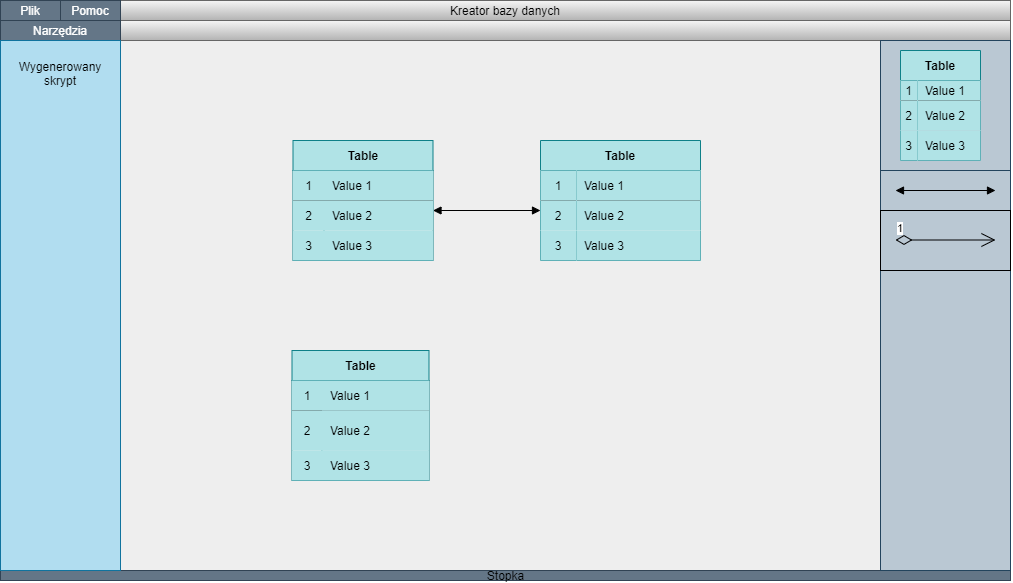 Plik Pomoc Kreator bazy danych
Narzędzia
Wygenerowany
skrypt
Table
1 Value 1
2 Value 2
3 Value 3
Table
1 Value 1
2 Value 2
3 Value 3
Table
1 Value 1
2 Value 2
3 Value 3
Table
1 Value 1
2 Value 2
3 Value 3
1
Stopka